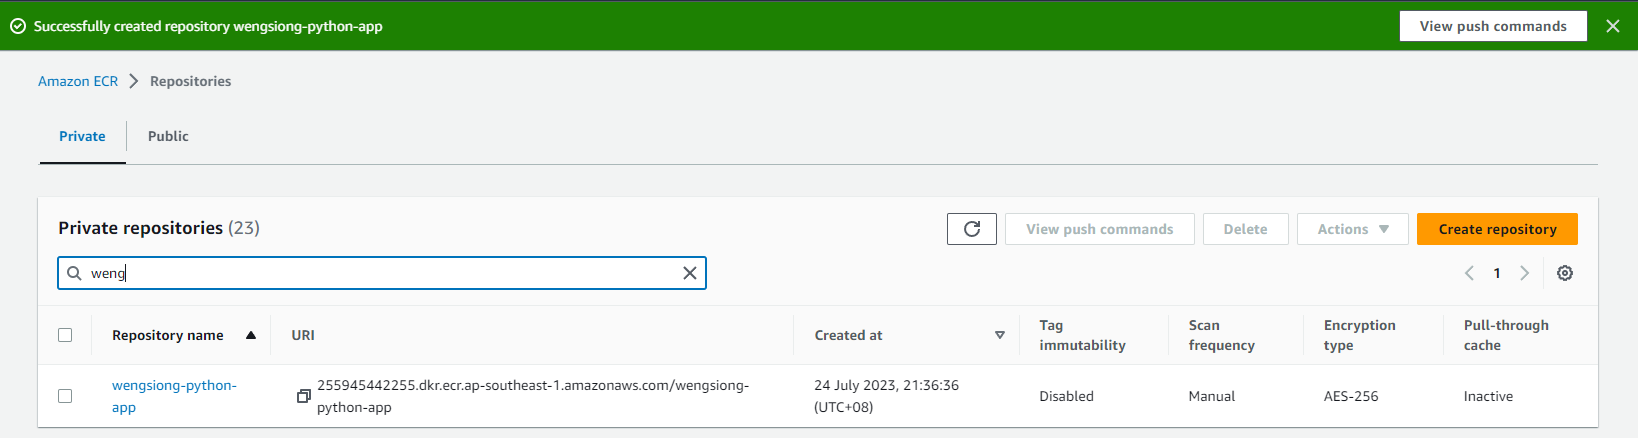 Successfully created repository wengsiong-python-app
View push commands
Amazon ECR
Repositories
Private
Public
Private repositories (23)
View push commands
Delete
Actions
Create repository
weng
1
Repository name
URI
Created at
Tag
immutability
Scan
frequency
Encryption
type
Pull-through
cache
wengsiong-python-
app
255945442255.dkr.ecr.ap-southeast-1.amazonaws.com/wengsiong-
python-app
24 July 2023, 21:36:36
(UTC+08)
Disabled
Manual
AES-256
Inactive